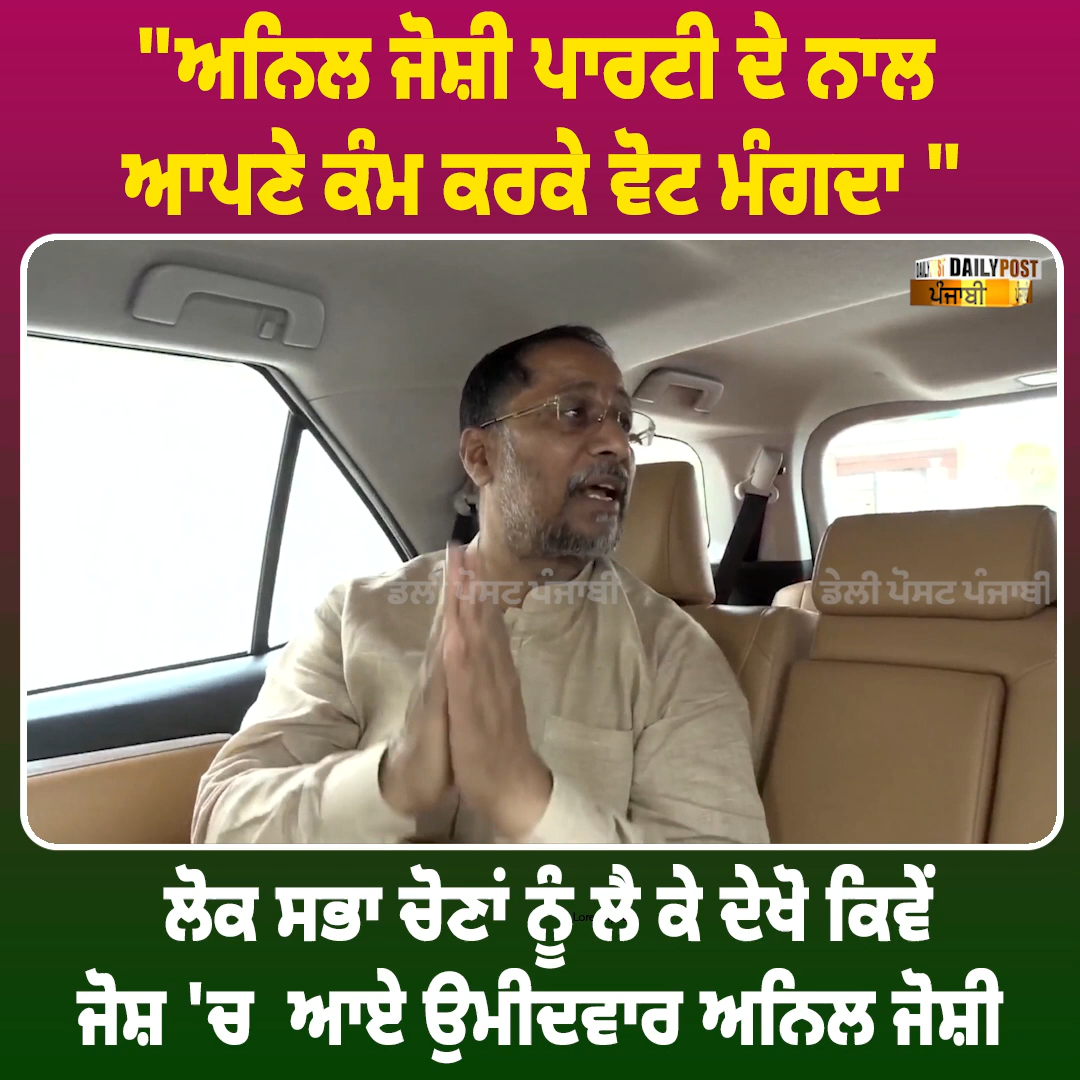 "ਅਨਿਲ ਜੋਸ਼ੀ ਪਾਰਟੀ ਦੇ ਨਾਲ
ਆਪਣੇ ਕੰਮ ਕਰਕੇ ਵੋਟ ਮੰਗਦਾ "
DAILYPOST
ਪੰਜਾਬੀ
ਡੇਲੀ ਪੋਸਟ ਪੰਜਾਬੀ ਡੇਲੀ ਪੋਸਟ ਪੰਜਾਬੀ
ਲੋਕ ਸਭਾ ਚੋਣਾਂ ਨੂੰ ਲੈ ਕੇ ਦੇਖੋ ਕਿਵੇਂ
ਜੋਸ਼ 'ਚ ਆਏ ਉਮੀਦਵਾਰ ਅਨਿਲ ਜੋਸ਼ੀ